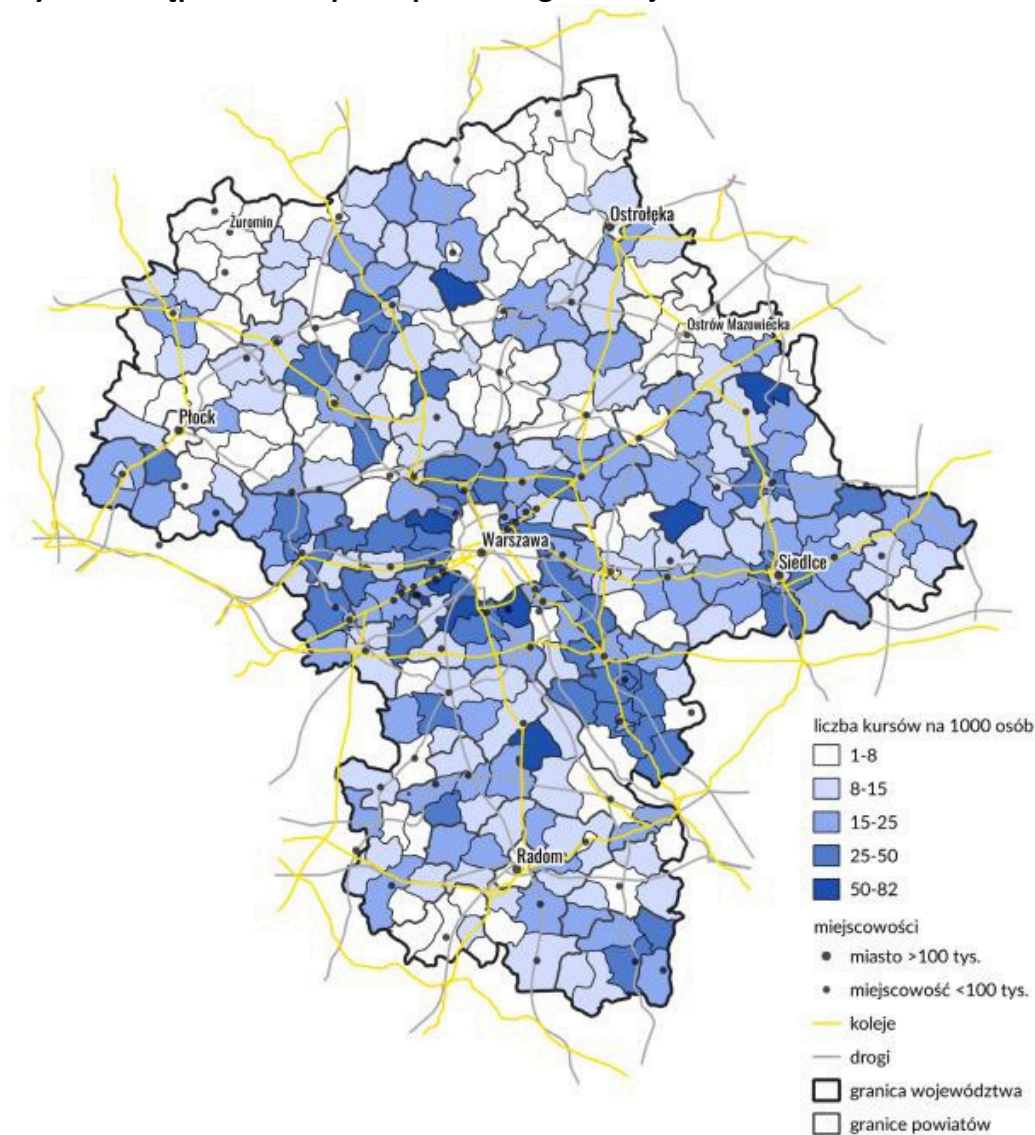 Żuromin
Ostrołęka
Ostrów Mazowiecka
Płock
Warszawa
Siedlce
Radom
liczba kursów na 1000 osób
1-8
8-15
15-25
25-50
50-82
miejscowości
miasto >100 tys.
miejscowość <100 tys.
koleje
drogi
granica województwa
granice powiatów